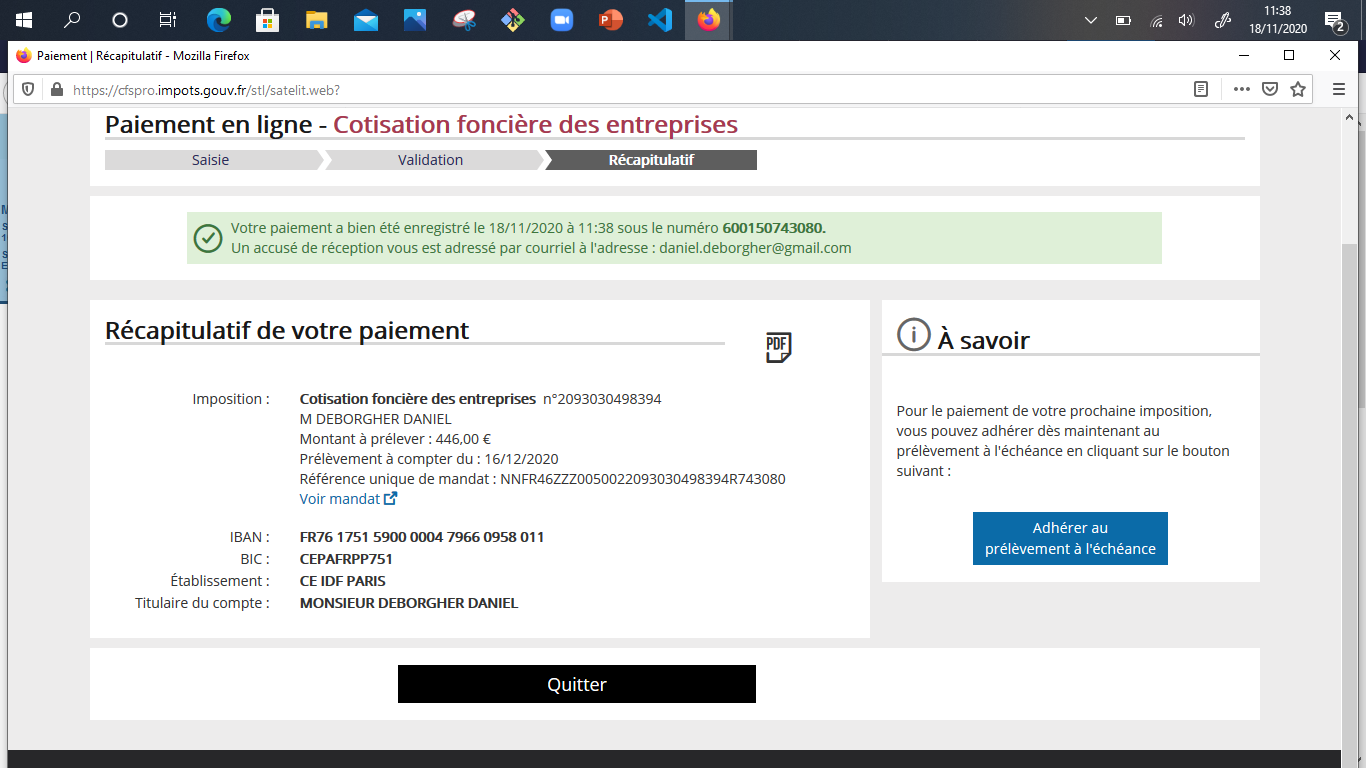 11:38
18/11/2020
2
Paiement | Récapitulatif - Mozilla Firefox
https://cfspro.impots.gouv.fr/stl/satelit.web?
Paiement en ligne - Cotisation foncière des entreprises
Saisie
Validation
Récapitulatif
Votre paiement a bien été enregistré le 18/11/2020 à 11:38 sous le numéro 600150743080.
Un accusé de réception vous est adressé par courriel à l'adresse : daniel.deborgher@gmail.com
Récapitulatif de votre paiement
PDF
Imposition : Cotisation foncière des entreprises n°2093030498394
M DEBORGHER DANIEL
Montant à prélever : 446,00 €
Prélèvement à compter du : 16/12/2020
Référence unique de mandat : NNFR46ZZZ0050022093030498394R743080
Voir mandat
IBAN : FR76 1751 5900 0004 7966 0958 011
BIC : CEPAFRPP751
Établissement : CE IDF PARIS
Titulaire du compte : MONSIEUR DEBORGHER DANIEL
À savoir
Pour le paiement de votre prochaine imposition,
vous pouvez adhérer dès maintenant au
prélèvement à l'échéance en cliquant sur le bouton
suivant :
Adhérer au
prélèvement à l'échéance
Quitter